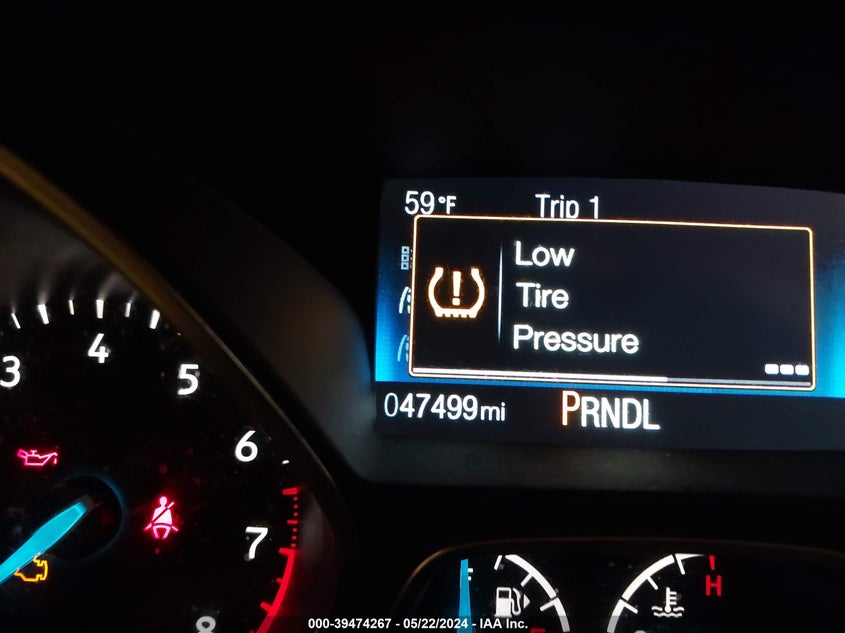 59°F Trip 1
Low
Tire
Pressure
047499mi PRNDL
3
4
5
6
7
8
F
H
000-39474267 - 05/22/2024 - IAA Inc.